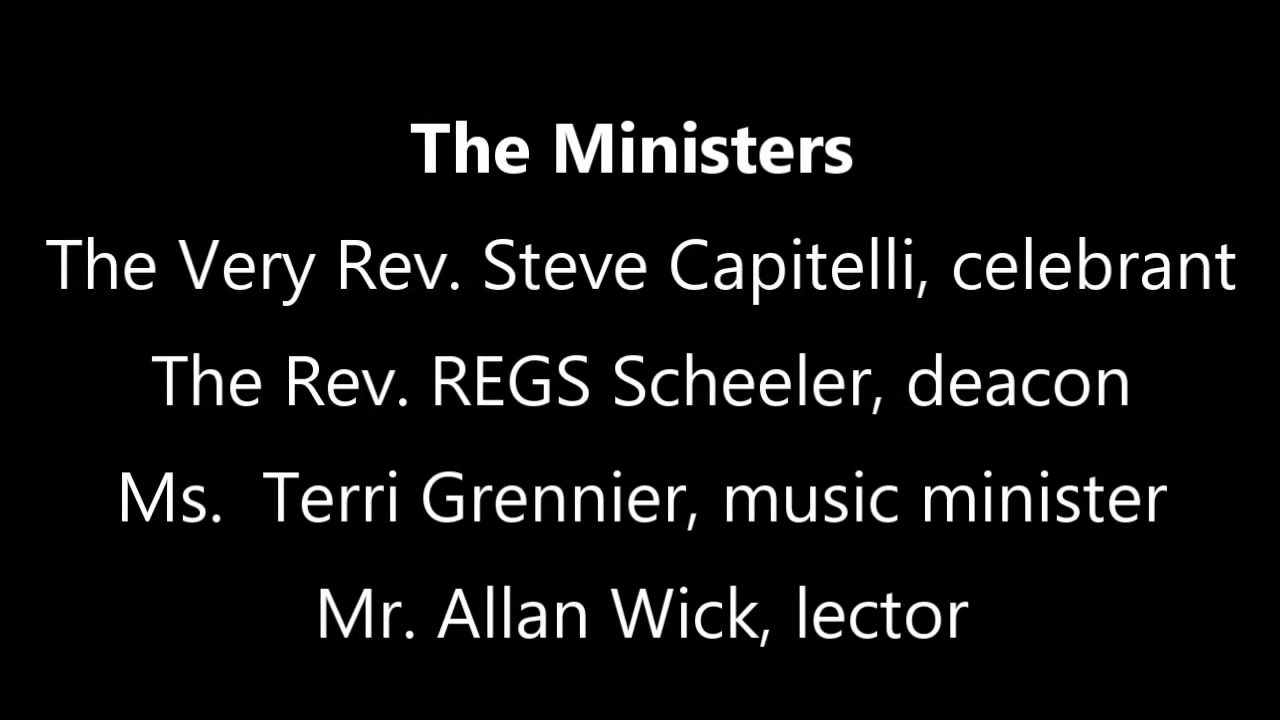 The Ministers
The Very Rev. Steve Capitelli, celebrant
The Rev. REGS Scheeler, deacon
Ms.  Terri Grennier, music minister
Mr. Allan Wick, lector